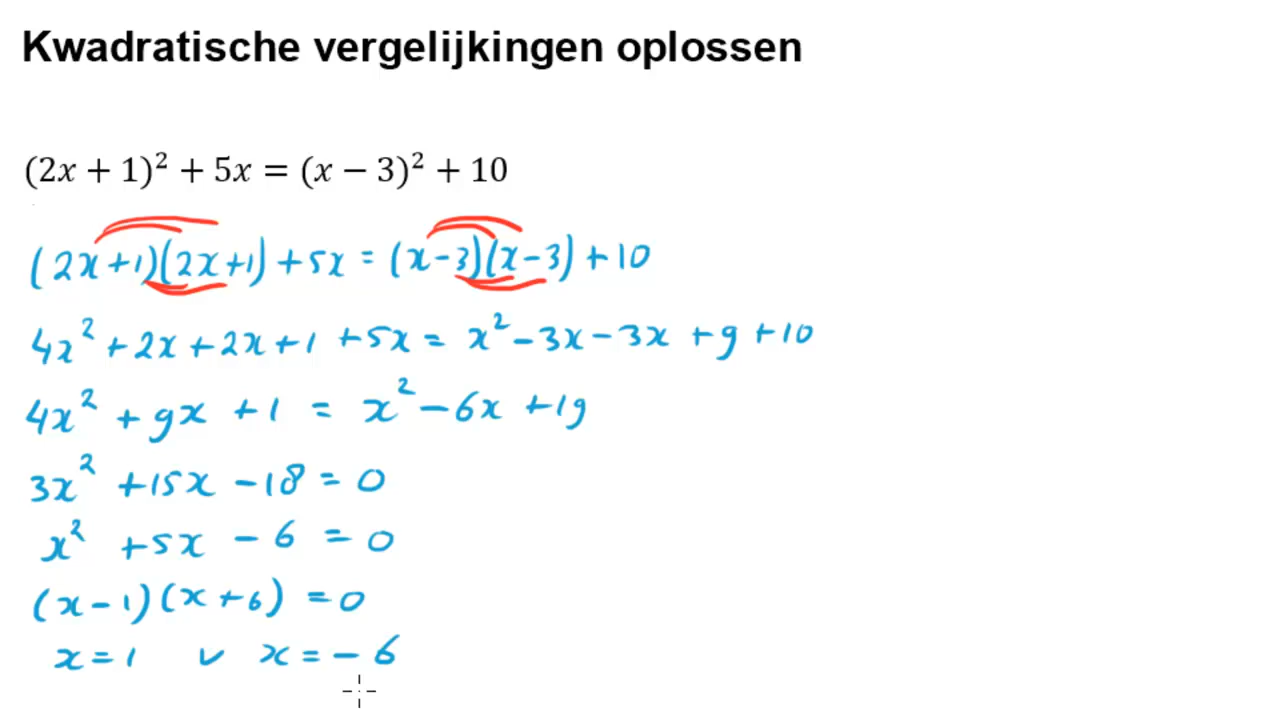 Kwadratische vergelijkingen oplossen
(2x + 1)² + 5x = (x − 3)² + 10
(2x+1)(2x+1) + 5x = (x-3)(x-3) + 10
4x² + 2x + 2x + 1 + 5x = x² - 3x - 3x + 9 + 10
4x² + 9x + 1 = x² - 6x + 19
3x² + 15x - 18 = 0
x² + 5x - 6 = 0
(x - 1)(x + 6) = 0
x = 1 v x = - 6